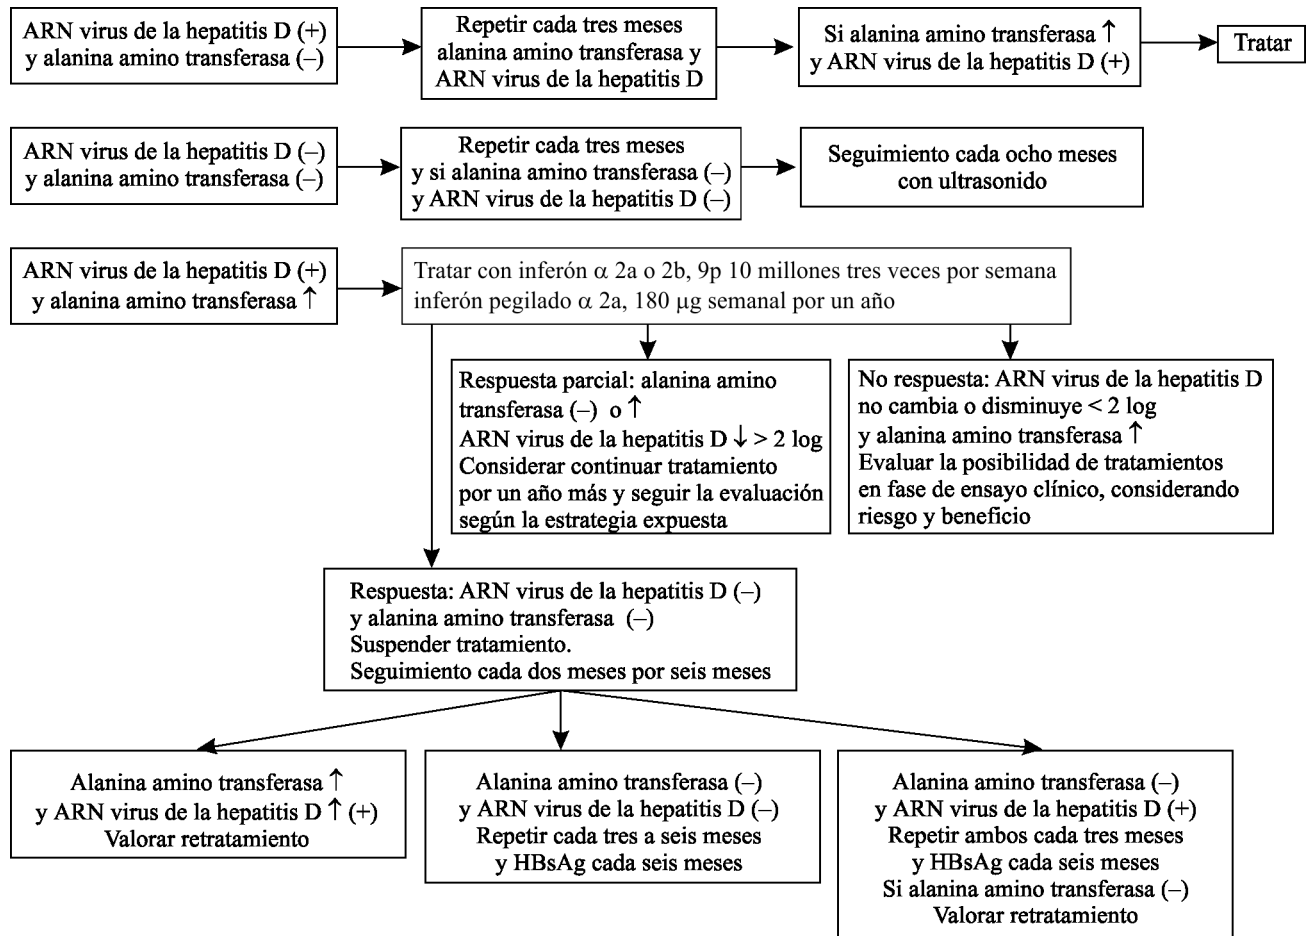 ARN virus de la hepatitis D (+)
y alanina amino transferasa (–)
Repetir cada tres meses
alanina amino transferasa y
ARN virus de la hepatitis D
Si alanina amino transferasa ↑
y ARN virus de la hepatitis D (+)
Tratar
ARN virus de la hepatitis D (–)
y alanina amino transferasa (–)
Repetir cada tres meses
y si alanina amino transferasa (–)
y ARN virus de la hepatitis D (–)
Seguimiento cada ocho meses
con ultrasonido
ARN virus de la hepatitis D (+)
y alanina amino transferasa ↑
Tratar con inferón α 2a o 2b, 9p 10 millones tres veces por semana
inferón pegilado α 2a, 180 µg semanal por un año
Respuesta parcial: alanina amino
transferasa (–) o ↑
ARN virus de la hepatitis D ↓ > 2 log
Considerar continuar tratamiento
por un año más y seguir la evaluación
según la estrategia expuesta
No respuesta: ARN virus de la hepatitis D
no cambia o disminuye < 2 log
y alanina amino transferasa ↑
Evaluar la posibilidad de tratamientos
en fase de ensayo clínico, considerando
riesgo y beneficio
Respuesta: ARN virus de la hepatitis D (–)
y alanina amino transferasa (–)
Suspender tratamiento.
Seguimiento cada dos meses por seis meses
Alanina amino transferasa ↑
y ARN virus de la hepatitis D ↑ (+)
Valorar retratamiento
Alanina amino transferasa (–)
y ARN virus de la hepatitis D (–)
Repetir cada tres a seis meses
y HBsAg cada seis meses
Alanina amino transferasa (–)
y ARN virus de la hepatitis D (+)
Repetir ambos cada tres meses
y HBsAg cada seis meses
Si alanina amino transferasa (–)
Valorar retratamiento